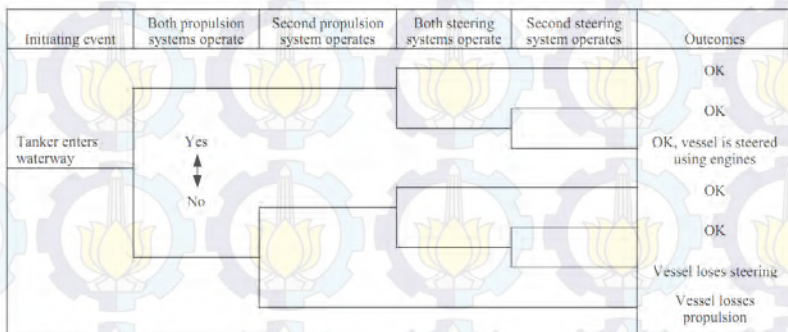 Initiating event
Both propulsion
systems operate
Second propulsion
system operates
Both steering
systems operate
Second steering
system operates
Outcomes
OK
OK
Tanker enters
waterway
Yes
No
OK, vessel is steered
using engines
OK
OK
Vessel loses steering
Vessel losses
propulsion